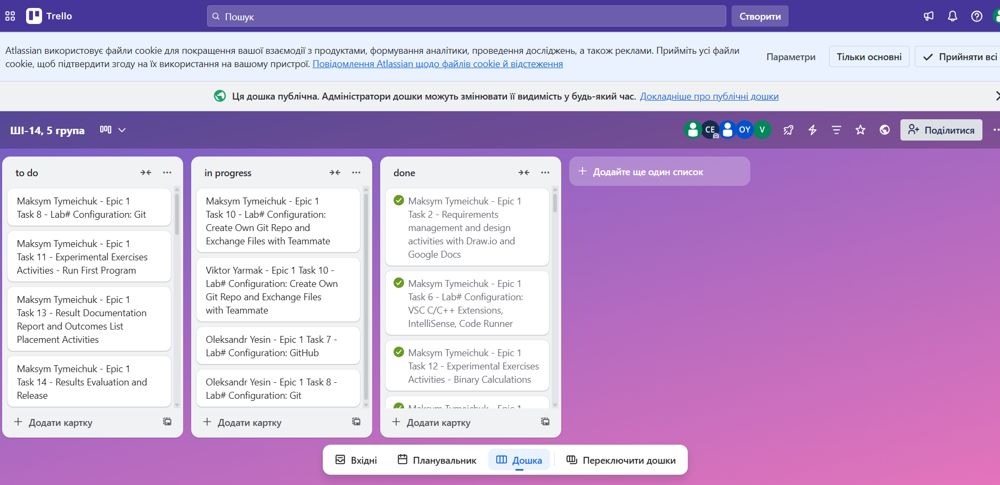 Trello
Пошук
Створити
Atlassian використовує файли cookie для покращення вашої взаємодії з продуктами, формування аналітики, проведення досліджень, а також реклами. Прийміть усі файли
cookie, щоб підтвердити згоду на їх використання на вашому пристрої. Повідомлення Atlassian щодо файлів cookie й відстеження
Параметри
Тільки основні
Прийняти всі
Ця дошка публічна. Адміністратори дошки можуть змінювати її видимість у будь-який час. Докладніше про публічні дошки
ШІ-14, 5 група
CE
OY
V
Поділитися
to do
Maksym Tymeichuk - Epic 1
Task 8 - Lab# Configuration: Git
Maksym Tymeichuk - Epic 1
Task 11 - Experimental Exercises
Activities - Run First Program
Maksym Tymeichuk - Epic 1
Task 13 - Result Documentation
Report and Outcomes List
Placement Activities
Maksym Tymeichuk - Epic 1
Task 14 - Results Evaluation and
Release
Додати картку
in progress
Maksym Tymeichuk - Epic 1
Task 10 - Lab# Configuration:
Create Own Git Repo and
Exchange Files with Teammate
Viktor Yarmak - Epic 1 Task 10 -
Lab# Configuration: Create Own
Git Repo and Exchange Files
with Teammate
Oleksandr Yesin - Epic 1 Task 7 -
Lab# Configuration: GitHub
Oleksandr Yesin - Epic 1 Task 8 -
Lab# Configuration: Git
Додати картку
done
Maksym Tymeichuk - Epic 1
Task 2 - Requirements
management and design
activities with Draw.io and
Google Docs
Maksym Tymeichuk - Epic 1
Task 6 - Lab# Configuration:
VSC C/C++ Extensions,
IntelliSense, Code Runner
Maksym Tymeichuk - Epic 1
Task 12 - Experimental Exercises
Activities - Binary Calculations
Maksym Tymeichuk - Epic 1
Додати картку
Додайте ще один список
Вхідні
Планувальник
Дошка
Переключити дошки